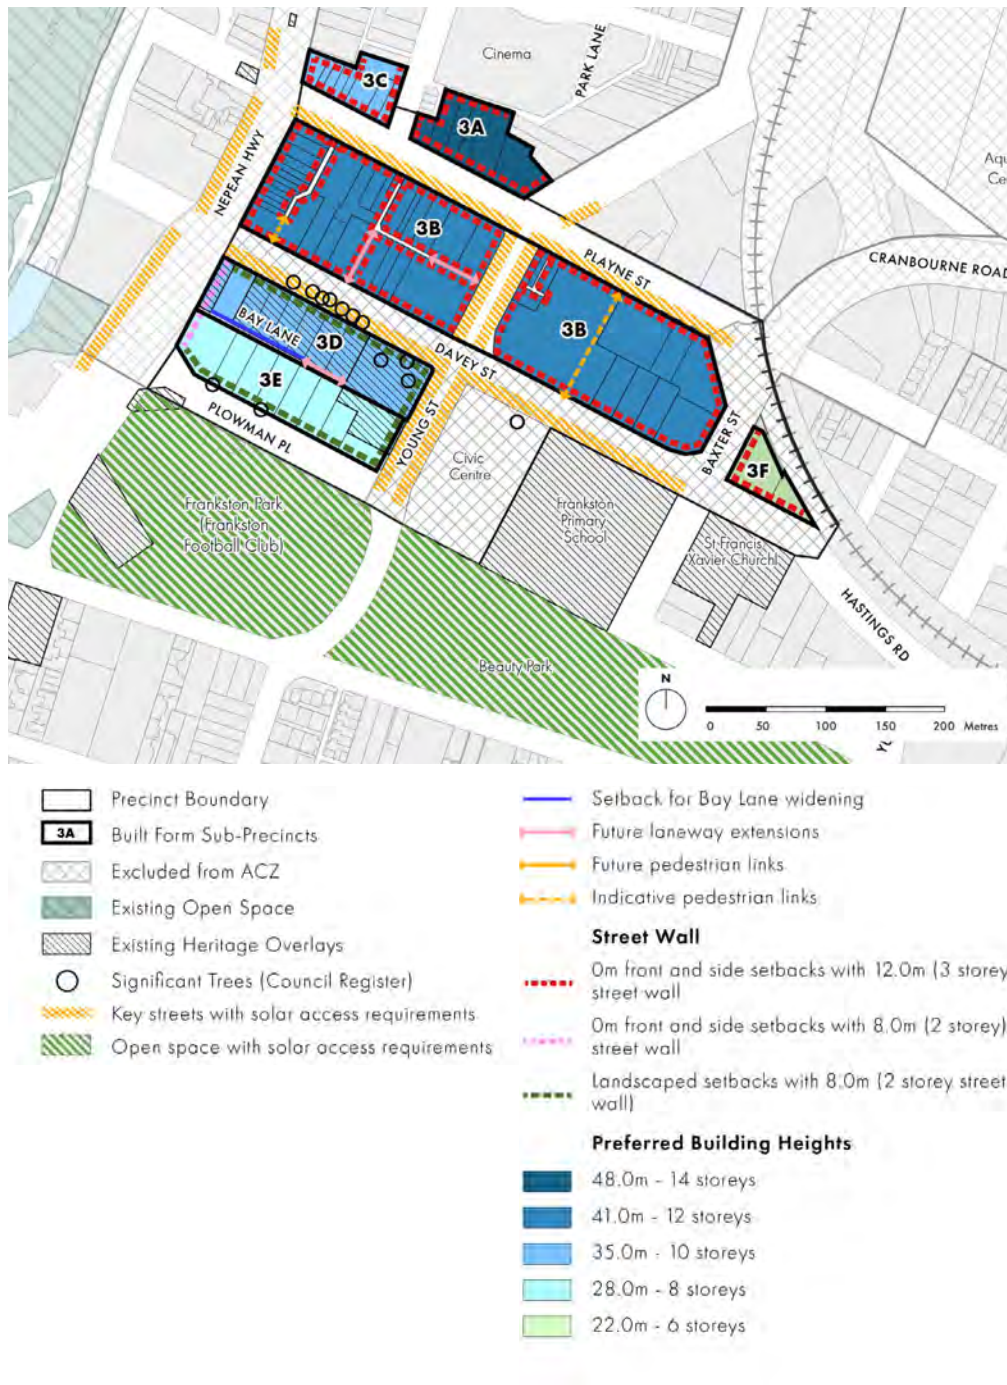 Cinema
PARK LANE
3C
3A
Aqu
Ce
NEPEAN HWY
3B
PLAYNE ST
CRANBOURNE ROAD
BAY LANE
3D
3B
DAVEY ST
3E
YOUNG ST
BAXTER ST
3F
PLOWMAN PL
Civic
Centre
Frankston Park
(Frankston
Football Club)
Frankston
Primary
School
St Francis
Xavier Church
HASTINGS RD
Beauty Park
N
0 50 100 150 200 Metres
YO
Precinct Boundary
3A Built Form Sub-Precincts
Excluded from ACZ
Existing Open Space
Existing Heritage Overlays
Significant Trees (Council Register)
Key streets with solar access requirements
Open space with solar access requirements
Setback for Bay Lane widening
Future laneway extensions
Future pedestrian links
Indicative pedestrian links
Street Wall
0m front and side setbacks with 12.0m (3 storey
street wall
0m front and side setbacks with 8.0m (2 storey)
street wall
Landscaped setbacks with 8.0m (2 storey street
wall)
Preferred Building Heights
48.0m - 14 storeys
41.0m - 12 storeys
35.0m - 10 storeys
28.0m - 8 storeys
22.0m - 6 storeys